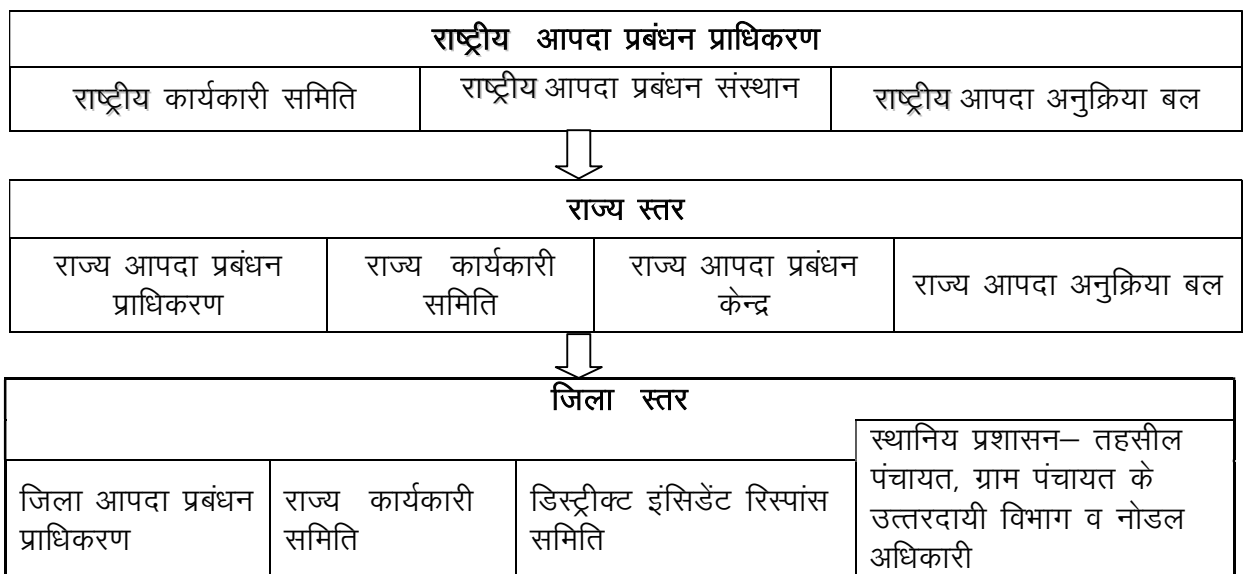 राष्ट्रीय आपदा प्रबंधन प्राधिकरण
राष्ट्रीय कार्यकारी समिति
राष्ट्रीय आपदा प्रबंधन संस्थान
राष्ट्रीय आपदा अनुक्रिया बल
राज्य स्तर
राज्य आपदा प्रबंधन
प्राधिकरण
राज्य कार्यकारी
समिति
राज्य आपदा प्रबंधन
केन्द्र
राज्य आपदा अनुक्रिया बल
जिला स्तर
जिला आपदा प्रबंधन
प्राधिकरण
राज्य कार्यकारी
समिति
डिस्ट्रीक्ट इंसिडेंट रिस्पांस
समिति
स्थानिय प्रशासन– तहसील
पंचायत, ग्राम पंचायत के
उत्तरदायी विभाग व नोडल
अधिकारी